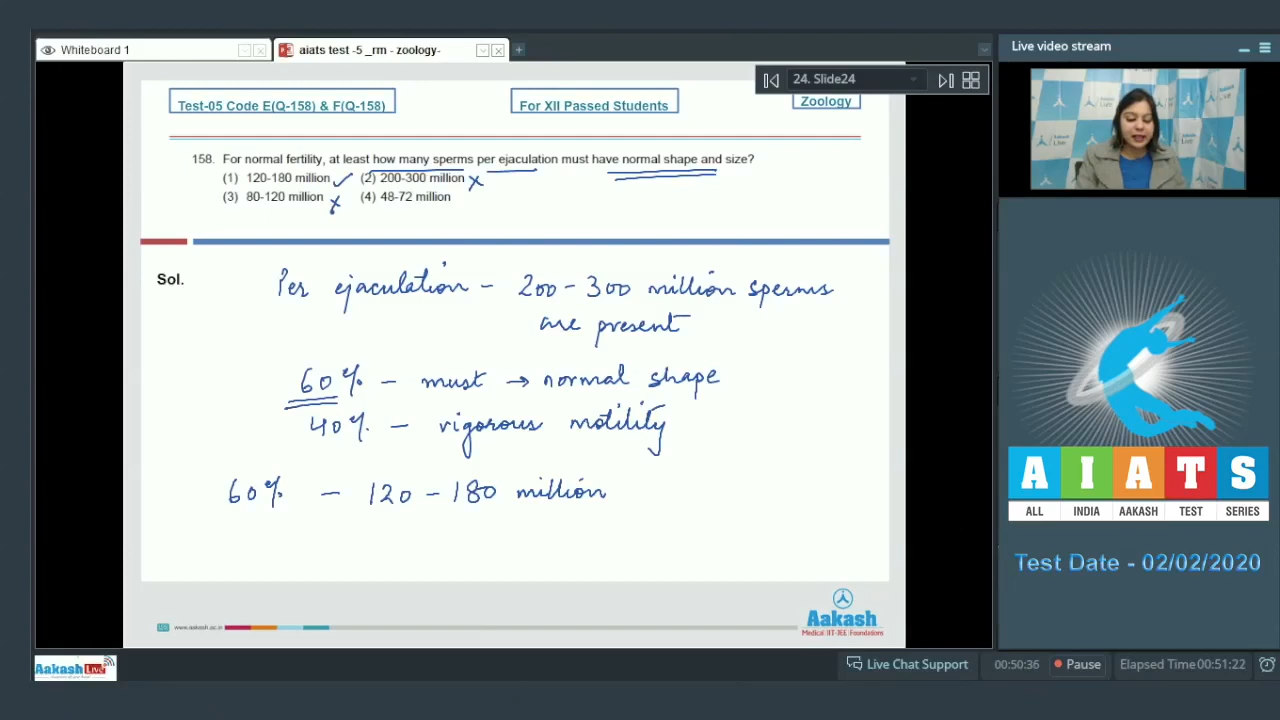 Whiteboard 1
aiats test -5 _rm - zoology-
Live video stream
24. Slide24
Test-05 Code E(Q-158) & F(Q-158)
For XII Passed Students
Zoology
158. For normal fertility, at least how many sperms per ejaculation must have normal shape and size?
(1) 120-180 million (2) 200-300 million
(3) 80-120 million (4) 48-72 million
Sol.
Per ejaculation - 200 - 300 million sperms
are present
60% - must → normal shape
40% - vigorous motility
60% - 120 - 180 million
A I A T S
ALL INDIA AAKASH TEST SERIES
Test Date - 02/02/2020
Aakash
Medical|IIT-JEE|Foundations
www.aakash.ac.in
Aakash Live
Live Chat Support
00:50:36
Pause
Elapsed Time 00:51:22